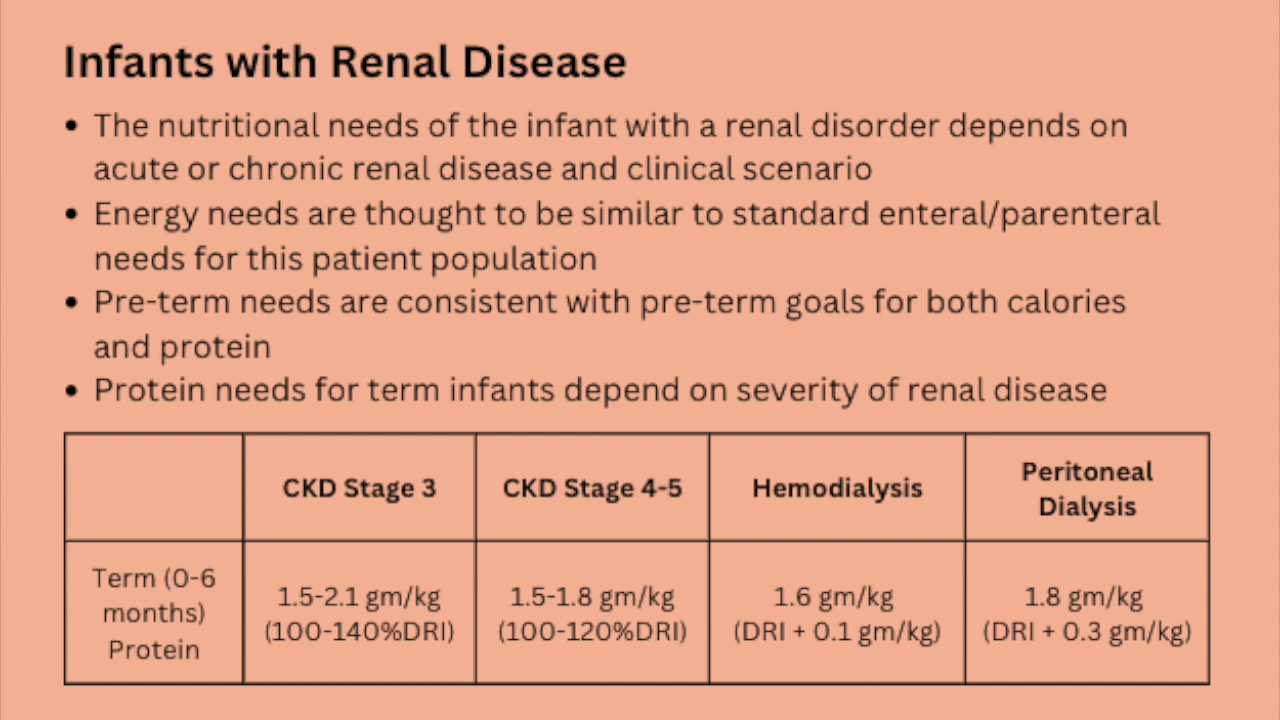 Infants with Renal Disease
• The nutritional needs of the infant with a renal disorder depends on
acute or chronic renal disease and clinical scenario
• Energy needs are thought to be similar to standard enteral/parenteral
needs for this patient population
• Pre-term needs are consistent with pre-term goals for both calories
and protein
• Protein needs for term infants depend on severity of renal disease
CKD Stage 3
CKD Stage 4-5
Hemodialysis
Peritoneal
Dialysis
Term (0-6
months)
Protein
1.5-2.1 gm/kg
(100-140%DRI)
1.5-1.8 gm/kg
(100-120%DRI)
1.6 gm/kg
(DRI + 0.1 gm/kg)
1.8 gm/kg
(DRI + 0.3 gm/kg)